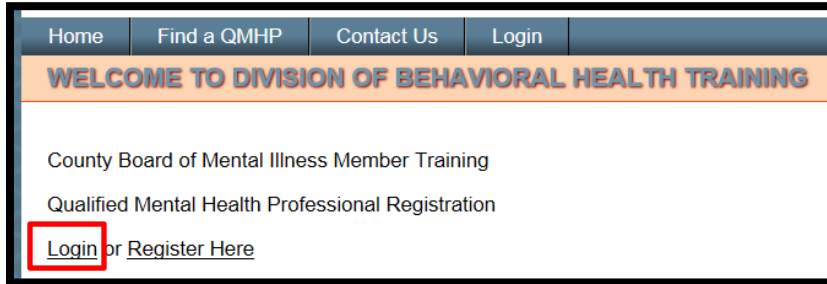 Home Find a QMHP Contact Us Login
WELCOME TO DIVISION OF BEHAVIORAL HEALTH TRAINING
County Board of Mental Illness Member Training
Qualified Mental Health Professional Registration
Login or Register Here